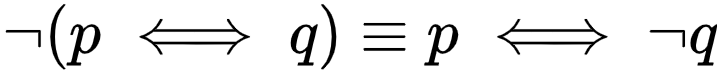 ¬(p ⟺ q) ≡ p ⟺ ¬q